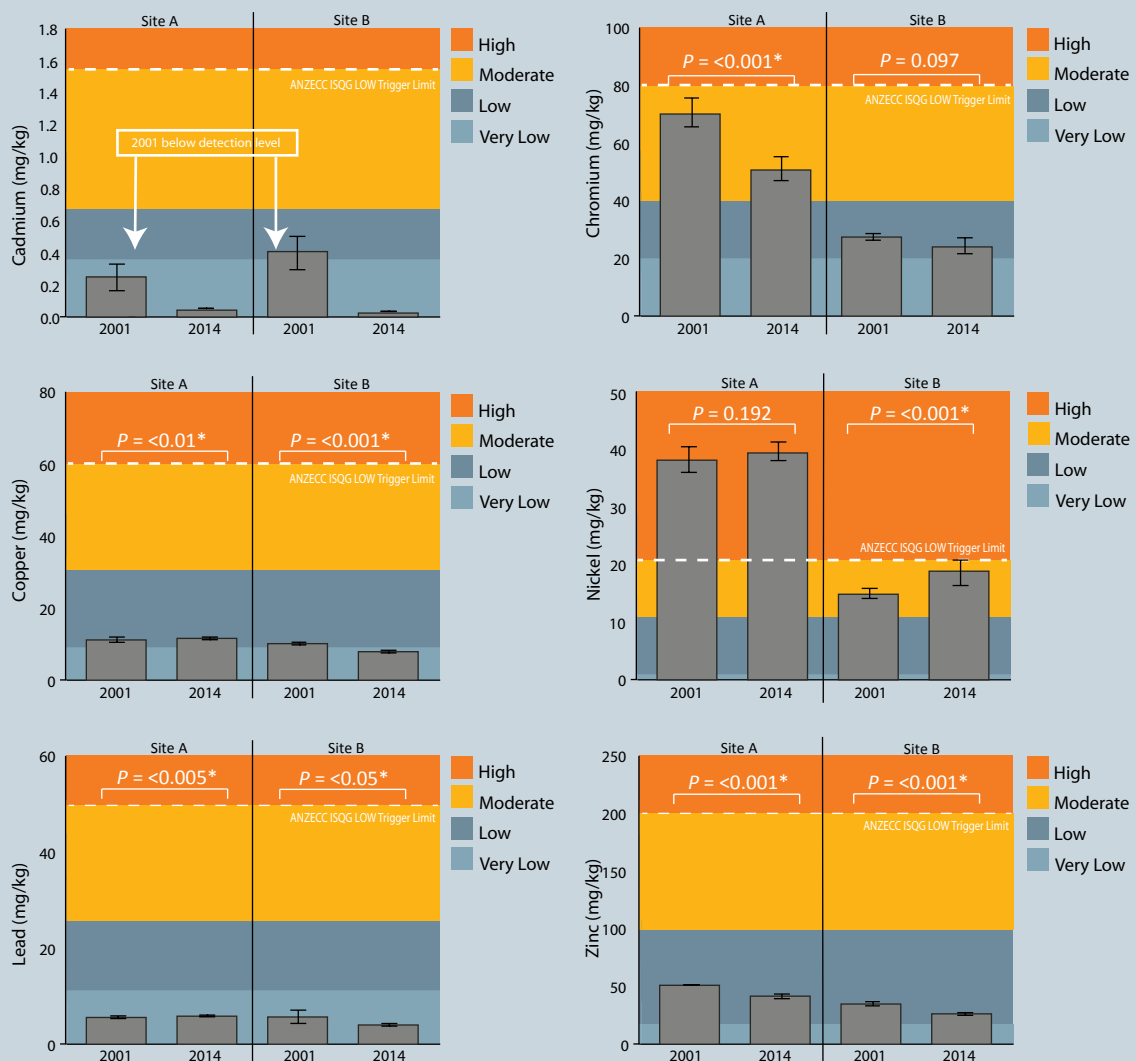 Site A
Site B
1.8
1.6
1.4
1.2
1.0
0.8
0.6
0.4
0.2
0.0
Cadmium (mg/kg)
ANZECC ISQG LOW Trigger Limit
2001 below detection level
2001
2014
2001
2014
High
Moderate
Low
Very Low
Site A
Site B
100
80
60
40
20
0
Chromium (mg/kg)
P = <0.001*
P = 0.097
ANZECC ISQG LOW Trigger Limit
2001
2014
2001
2014
High
Moderate
Low
Very Low
Site A
Site B
80
60
40
20
0
Copper (mg/kg)
P = <0.01*
P = <0.001*
ANZECC ISQG LOW Trigger Limit
2001
2014
2001
2014
High
Moderate
Low
Very Low
Site A
Site B
50
40
30
20
10
0
Nickel (mg/kg)
P = 0.192
P = <0.001*
ANZECC ISQG LOW Trigger Limit
2001
2014
2001
2014
High
Moderate
Low
Very Low
Site A
Site B
60
40
20
0
Lead (mg/kg)
P = <0.005*
P = <0.05*
ANZECC ISQG LOW Trigger Limit
2001
2014
2001
2014
High
Moderate
Low
Very Low
Site A
Site B
250
200
150
100
50
0
Zinc (mg/kg)
P = <0.001*
P = <0.001*
ANZECC ISQG LOW Trigger Limit
2001
2014
2001
2014
High
Moderate
Low
Very Low